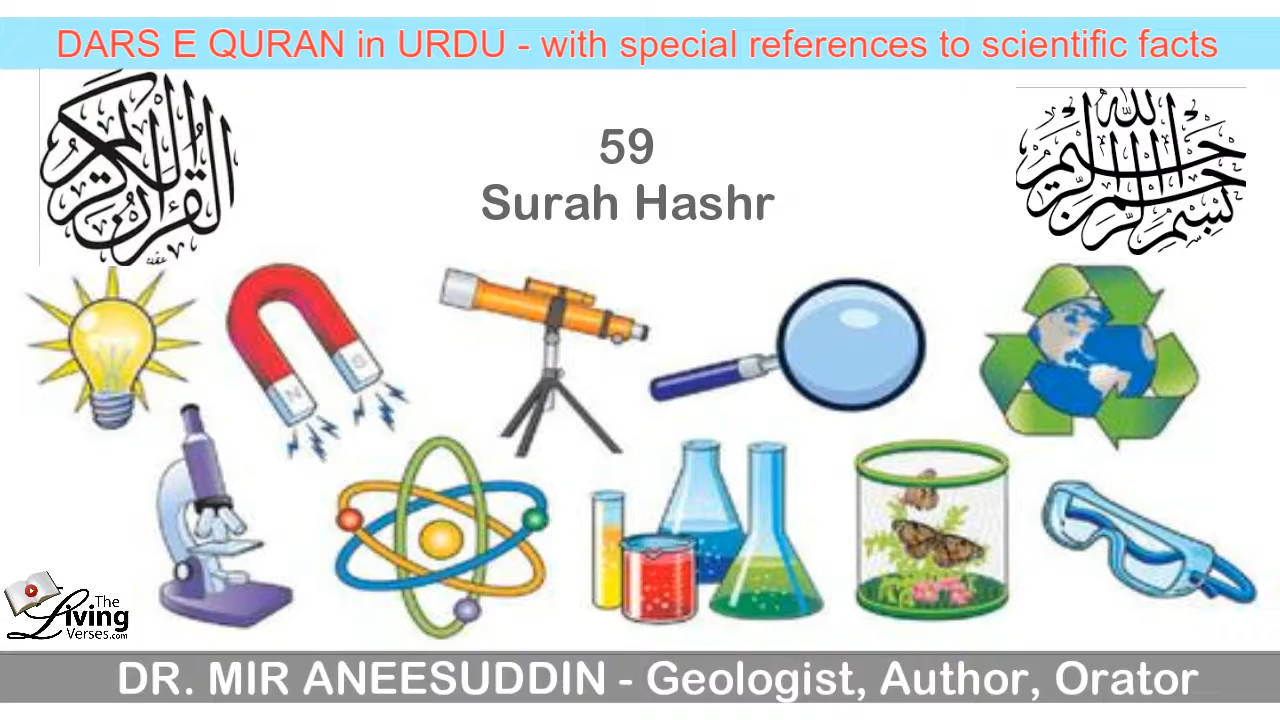 DARS E QURAN in URDU - with special references to scientific facts
القرآن الكريم
بسم الله الرحمن الرحيم
59
Surah Hashr
N
S
The
Living
Verses.com
DR. MIR ANEESUDDIN - Geologist, Author, Orator